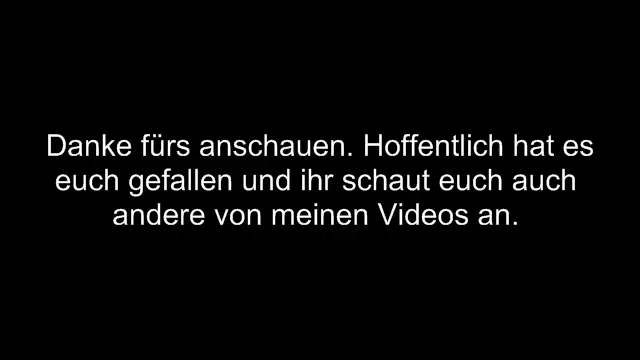 Danke fürs anschauen. Hoffentlich hat es
euch gefallen und ihr schaut euch auch
andere von meinen Videos an.